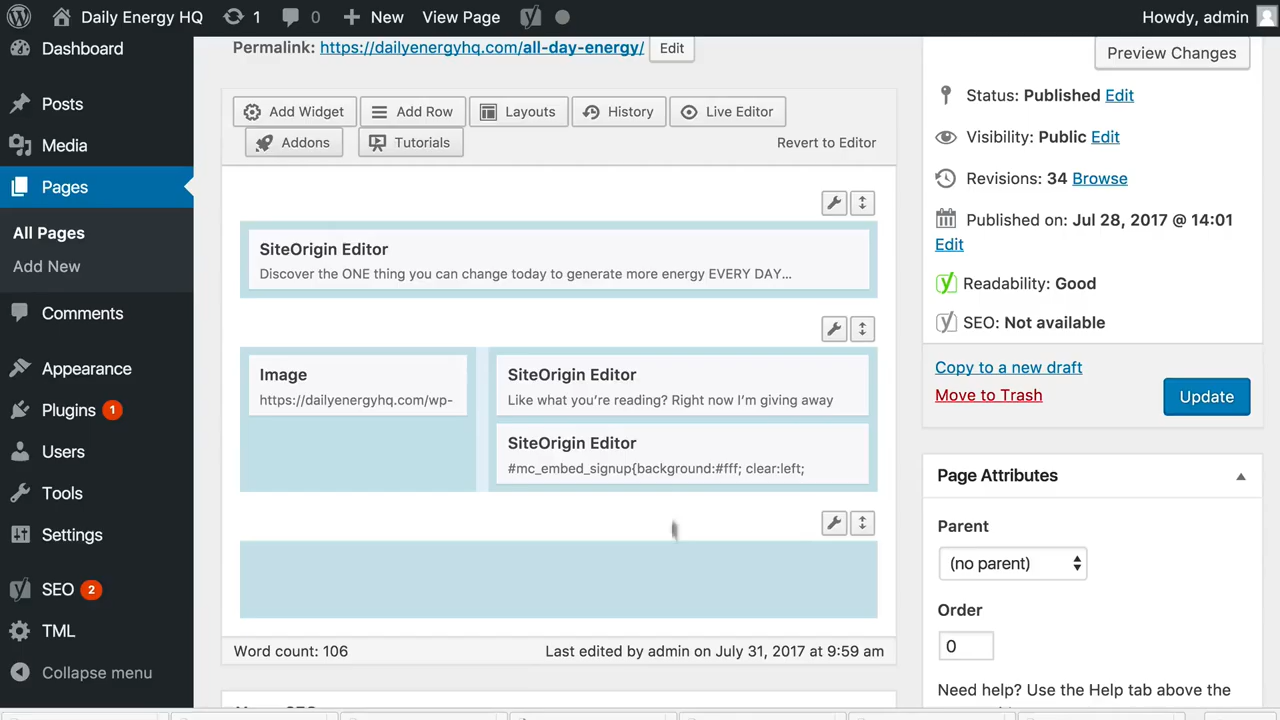 Daily Energy HQ 1 0 New View Page Howdy, admin
Dashboard
Posts
Media
Pages
All Pages
Add New
Comments
Appearance
Plugins 1
Users
Tools
Settings
SEO 2
TML
Collapse menu
Permalink: https://dailyenergyhq.com/all-day-energy/ Edit
Add Widget Add Row Layouts History Live Editor
Addons Tutorials Revert to Editor
SiteOrigin Editor
Discover the ONE thing you can change today to generate more energy EVERY DAY...
Image
https://dailyenergyhq.com/wp-
SiteOrigin Editor
Like what you're reading? Right now I'm giving away
SiteOrigin Editor
#mc_embed_signup{background:#fff; clear:left;
Word count: 106 Last edited by admin on July 31, 2017 at 9:59 am
Preview Changes
Status: Published Edit
Visibility: Public Edit
Revisions: 34 Browse
Published on: Jul 28, 2017 @ 14:01
Edit
Readability: Good
SEO: Not available
Copy to a new draft
Move to Trash Update
Page Attributes
Parent
(no parent)
Order
0
Need help? Use the Help tab above the